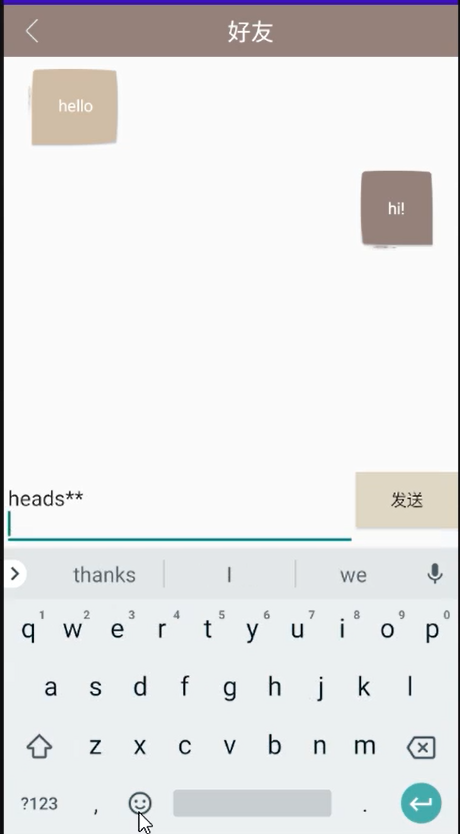 好友
hello
hi!
heads**
发送
thanks I we
1 2 3 4 5 6 7 8 9 0
q w e r t y u i o p
a s d f g h j k l
z x c v b n m
?123 , .